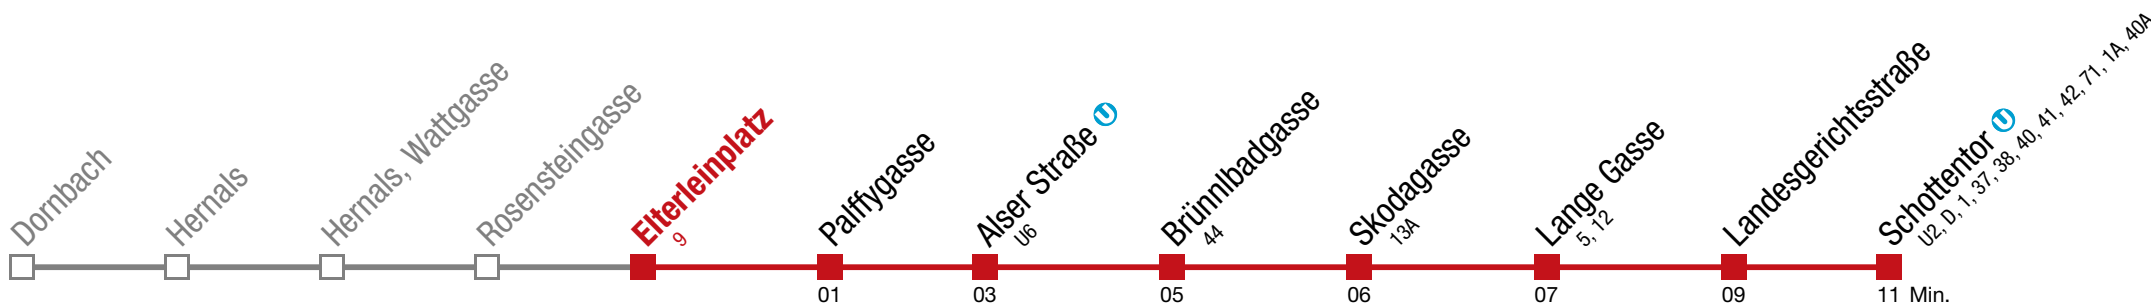 Dornbach
Hernals
Hernals, Wattgasse
Rosensteingasse
Elterleinplatz
9
Palffygasse
Alser Straße U
U6
Brünnlbadgasse
44
Skodagasse
13A
Lange Gasse
5, 12
Landesgerichtsstraße
Schottentor U
U2, D, 1, 37, 38, 40, 41, 42, 71, 1A, 40A
01 03 05 06 07 09 11 Min.